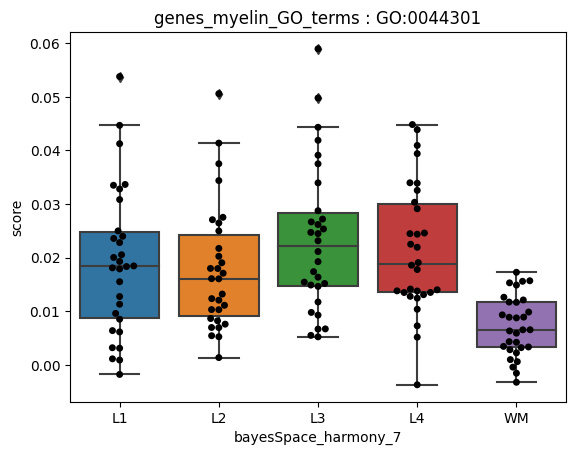 genes_myelin_GO_terms : GO:0044301
0.06
0.05
0.04
0.03
0.02
0.01
0.00
score
L1 L2 L3 L4 WM
bayesSpace_harmony_7